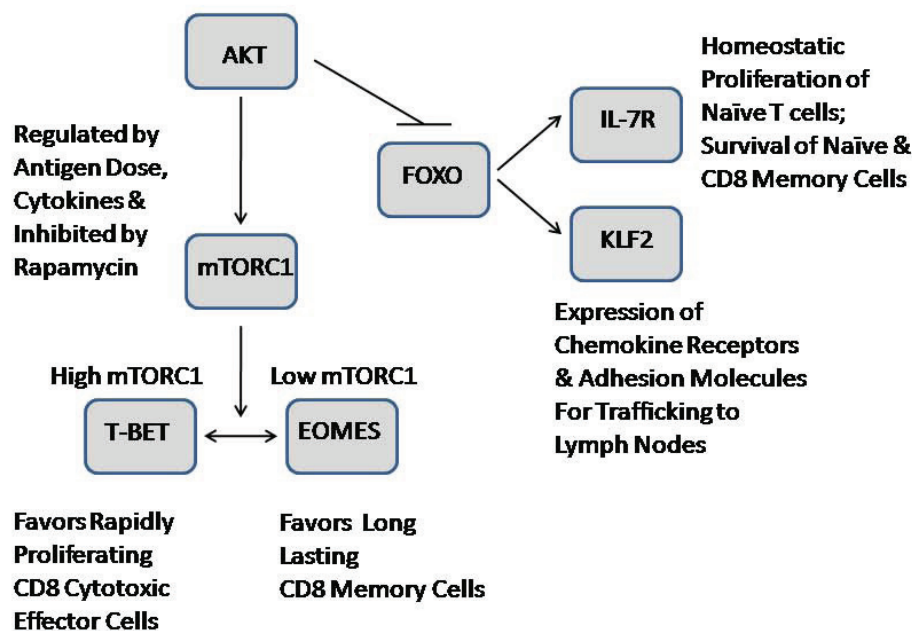 AKT
Homeostatic
Proliferation of
Naīve T cells;
Survival of Naīve &
CD8 Memory Cells
IL-7R
Regulated by
Antigen Dose,
Cytokines &
Inhibited by
Rapamycin
FOXO
KLF2
mTORC1
Expression of
Chemokine Receptors
& Adhesion Molecules
For Trafficking to
Lymph Nodes
High mTORC1
Low mTORC1
T-BET
EOMES
Favors Rapidly
Proliferating
CD8 Cytotoxic
Effector Cells
Favors Long
Lasting
CD8 Memory Cells